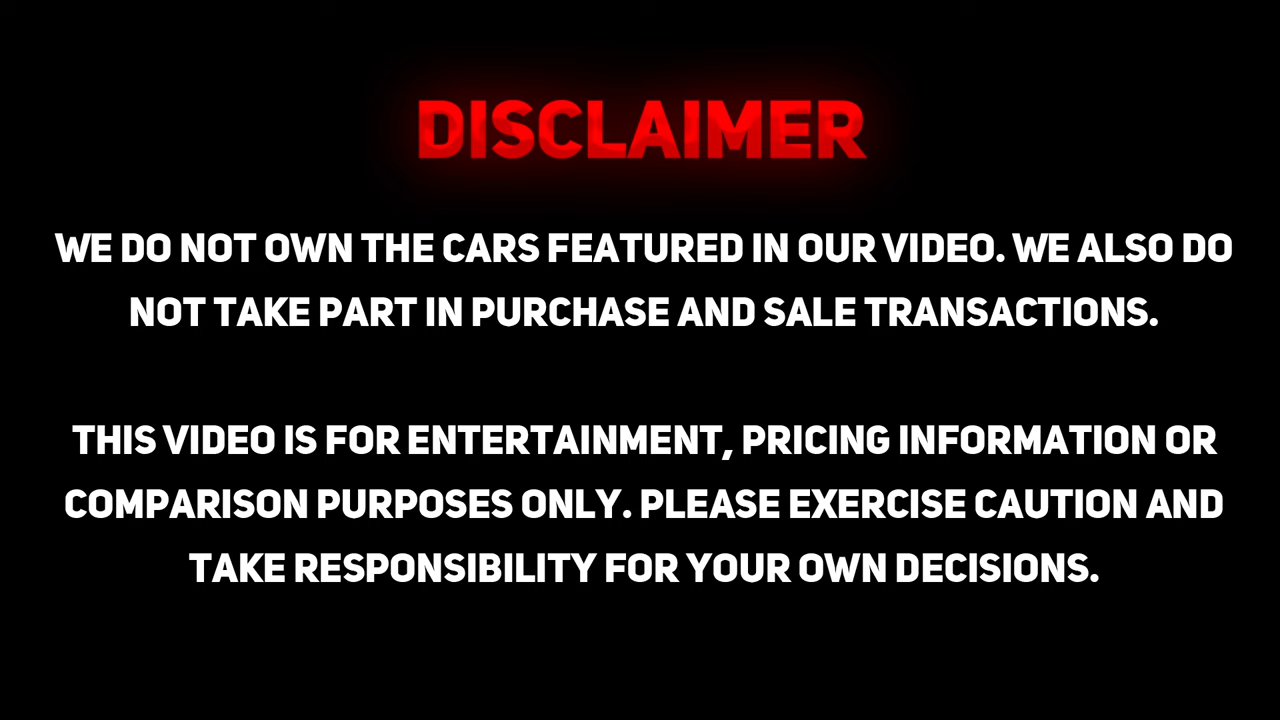 DISCLAIMER
WE DO NOT OWN THE CARS FEATURED IN OUR VIDEO. WE ALSO DO
NOT TAKE PART IN PURCHASE AND SALE TRANSACTIONS.
THIS VIDEO IS FOR ENTERTAINMENT, PRICING INFORMATION OR
COMPARISON PURPOSES ONLY. PLEASE EXERCISE CAUTION AND
TAKE RESPONSIBILITY FOR YOUR OWN DECISIONS.